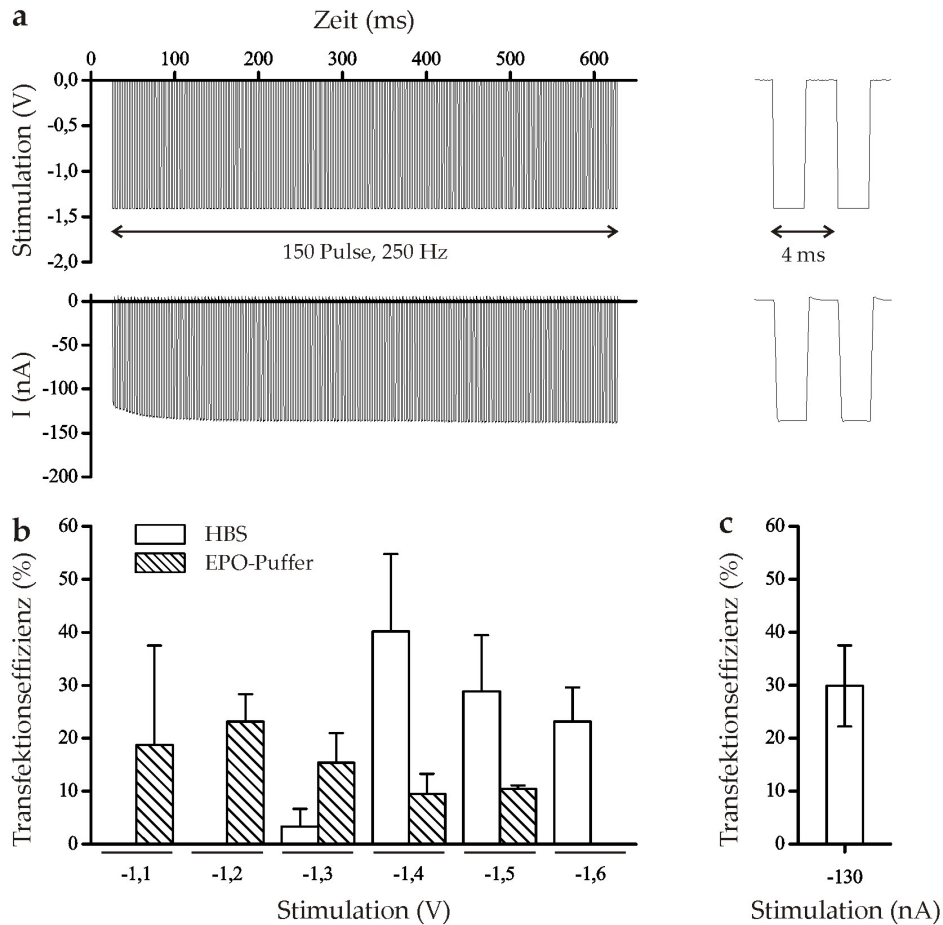 a
Zeit (ms)
0 100 200 300 400 500 600
Stimulation (V)
0,0
-0,5
-1,0
-1,5
-2,0
150 Pulse, 250 Hz
4 ms
I (nA)
0
-50
-100
-150
-200
b
Transfektionseffizienz (%)
60
50
40
30
20
10
0
HBS
EPO-Puffer
-1,1 -1,2 -1,3 -1,4 -1,5 -1,6
Stimulation (V)
c
Transfektionseffizienz (%)
60
50
40
30
20
10
0
-130
Stimulation (nA)